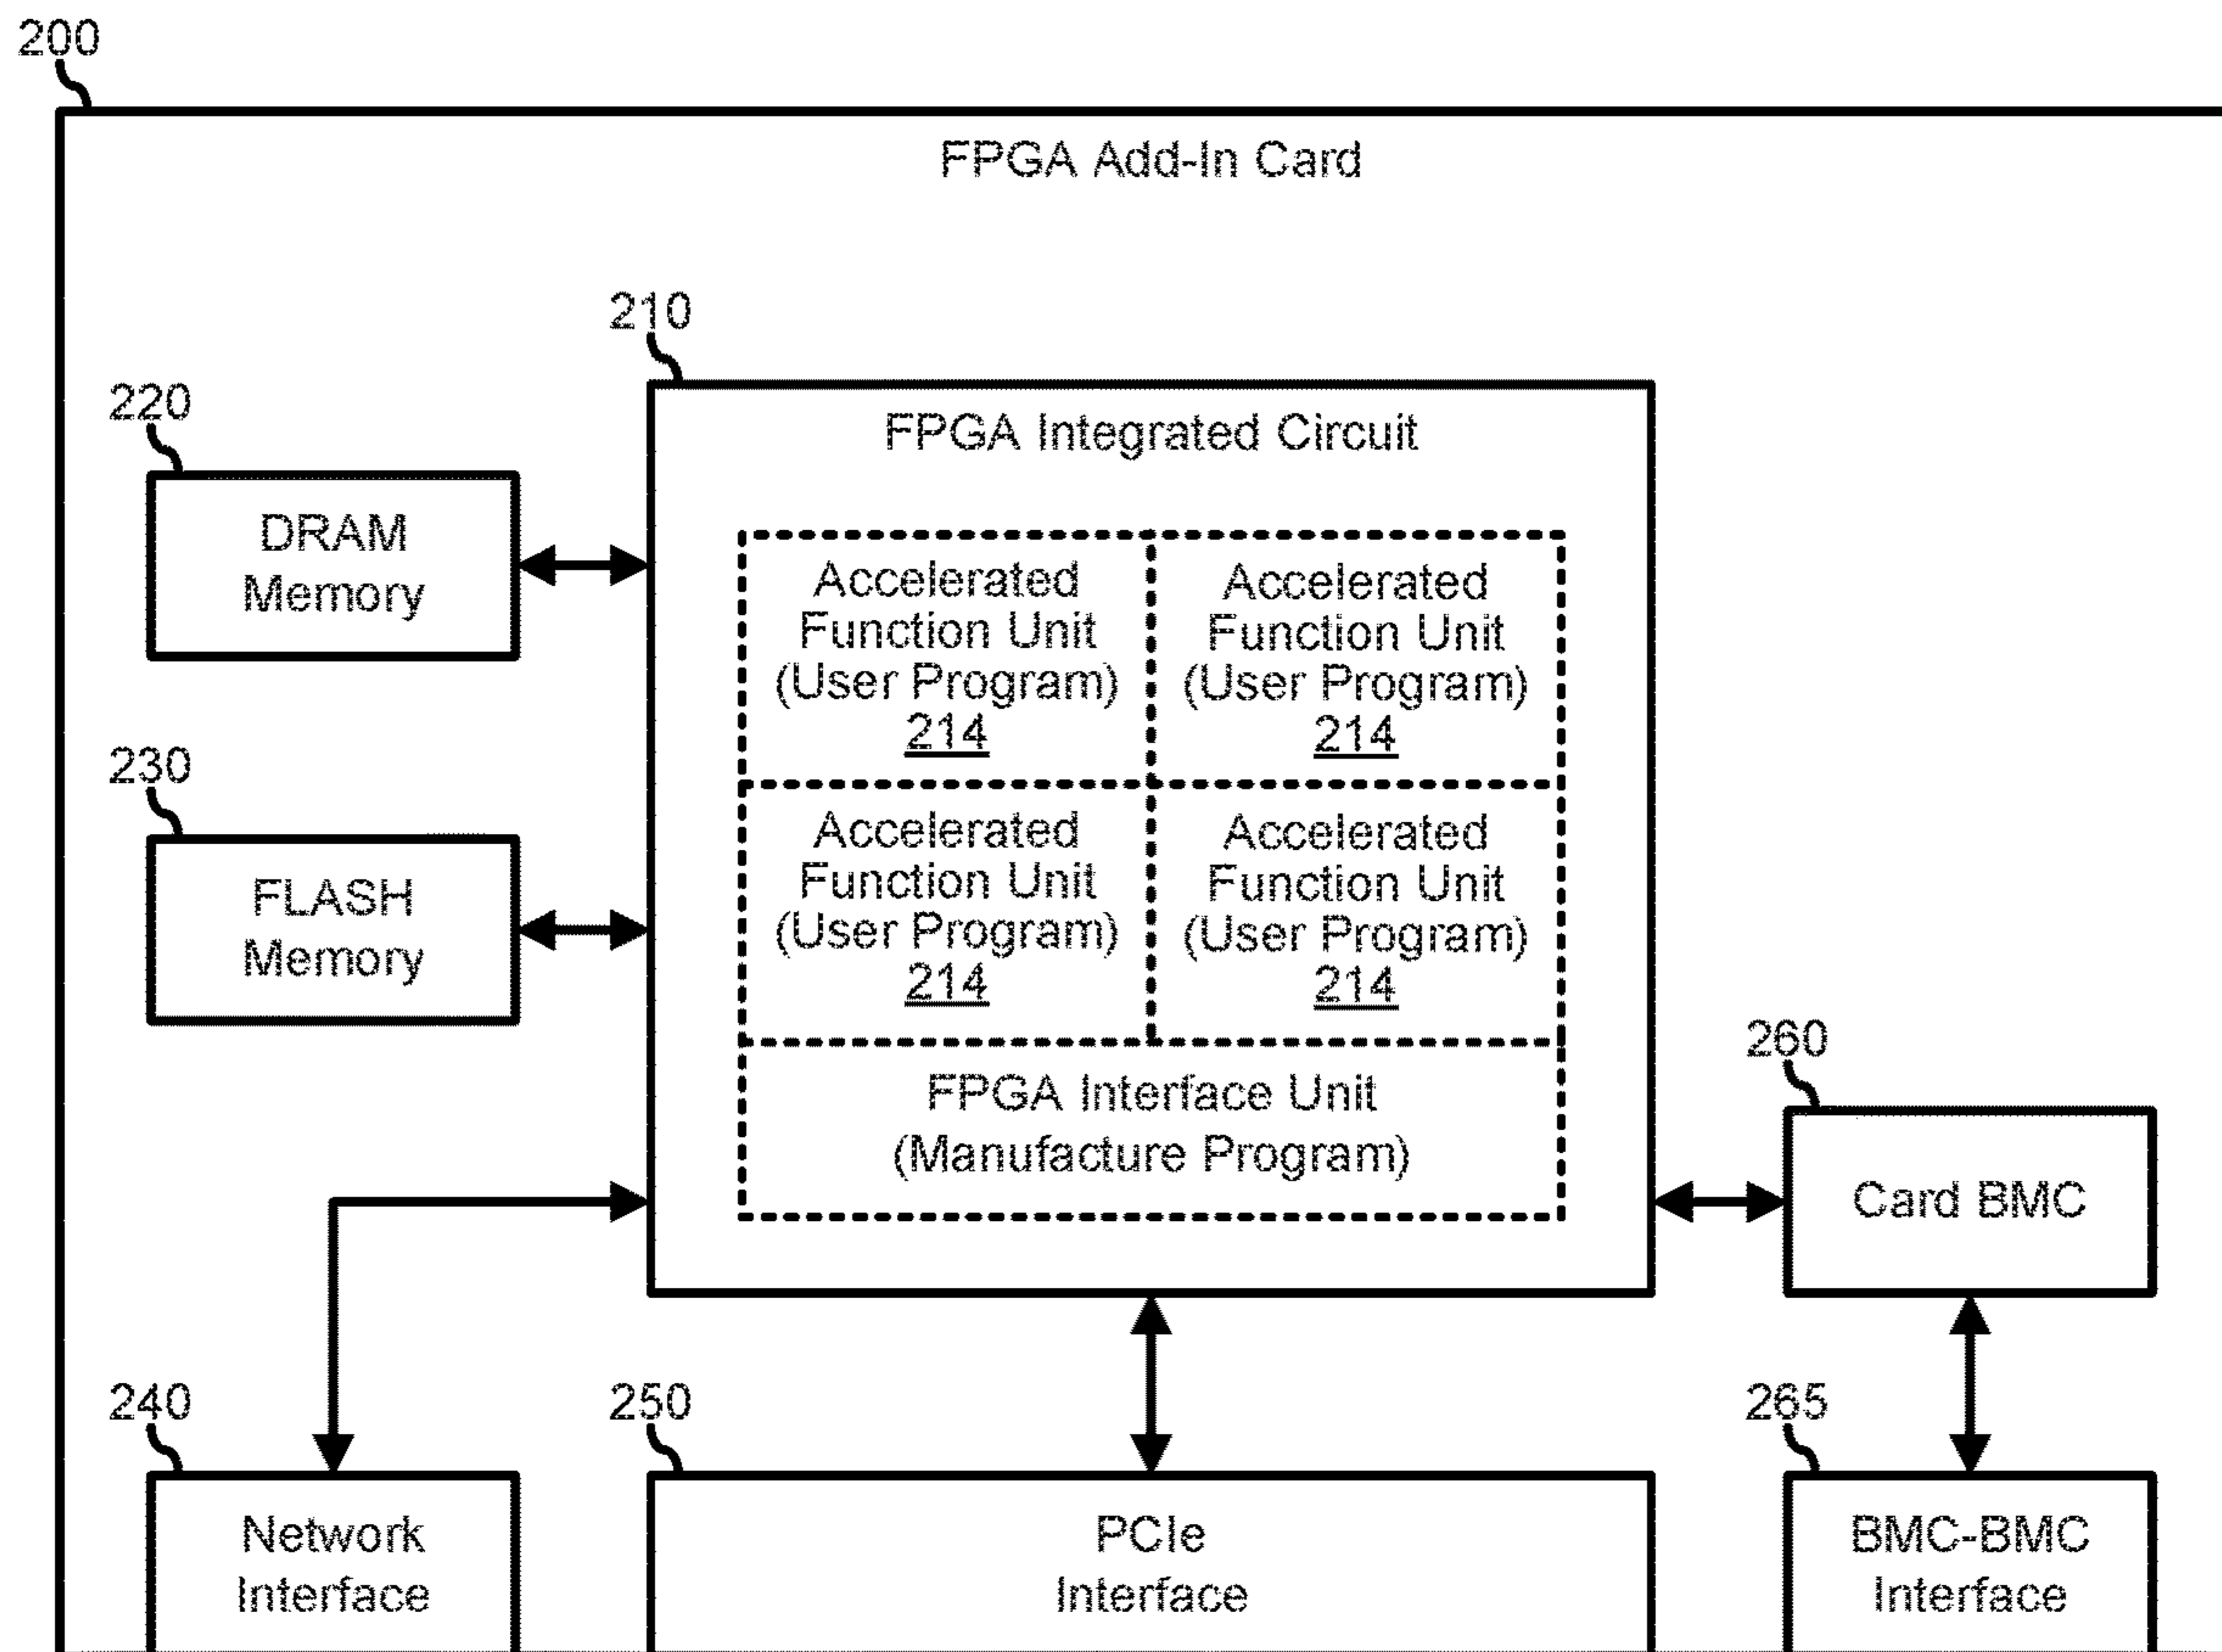 200
FPGA Add-In Card
210
FPGA Integrated Circuit
220
DRAM
Memory
Accelerated
Function Unit
(User Program)
214
Accelerated
Function Unit
(User Program)
214
230
FLASH
Memory
Accelerated
Function Unit
(User Program)
214
Accelerated
Function Unit
(User Program)
214
FPGA Interface Unit
(Manufacture Program)
260
Card BMC
240
Network
Interface
250
PCIe
Interface
265
BMC-BMC
Interface